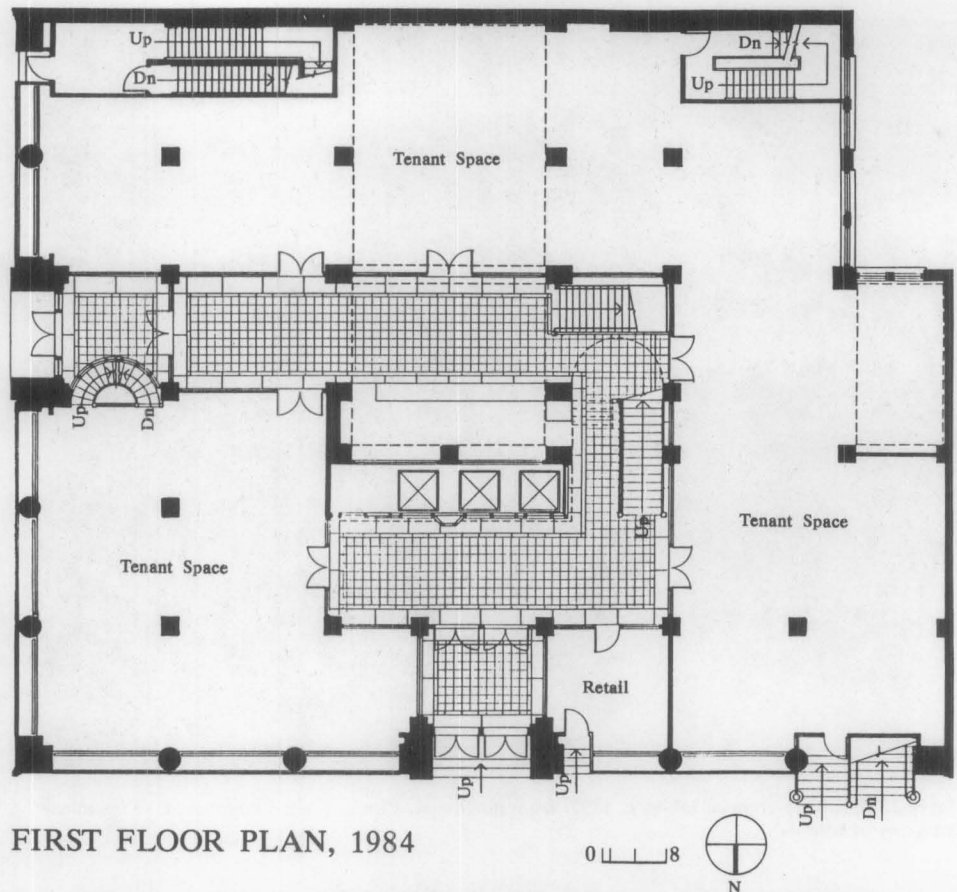 Up
Dn
Dn
Up
Tenant Space
Up
Dn
Up
Tenant Space
Tenant Space
Retail
Up
Up
Up
Dn
FIRST FLOOR PLAN, 1984
0 8
N